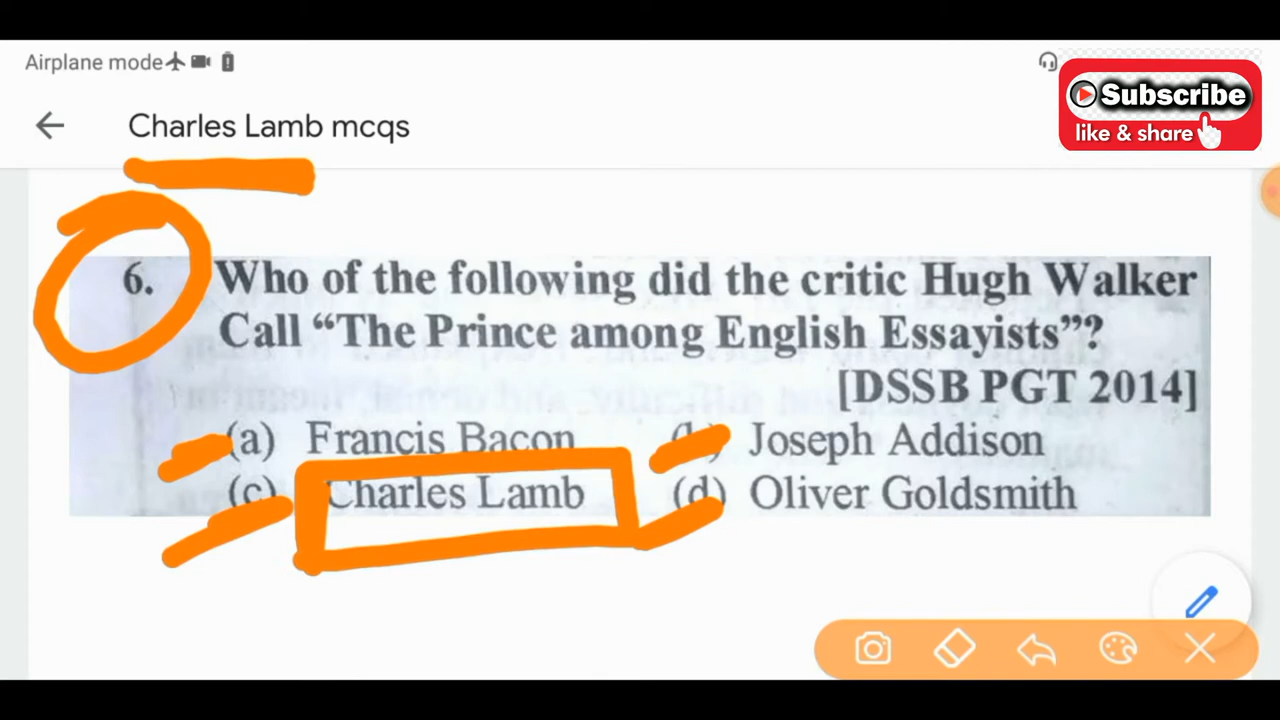 Airplane mode
Subscribe
like & share
Charles Lamb mcqs
6. Who of the following did the critic Hugh Walker
Call “The Prince among English Essayists”?
[DSSB PGT 2014]
(a) Francis Bacon (b) Joseph Addison
(c) Charles Lamb (d) Oliver Goldsmith